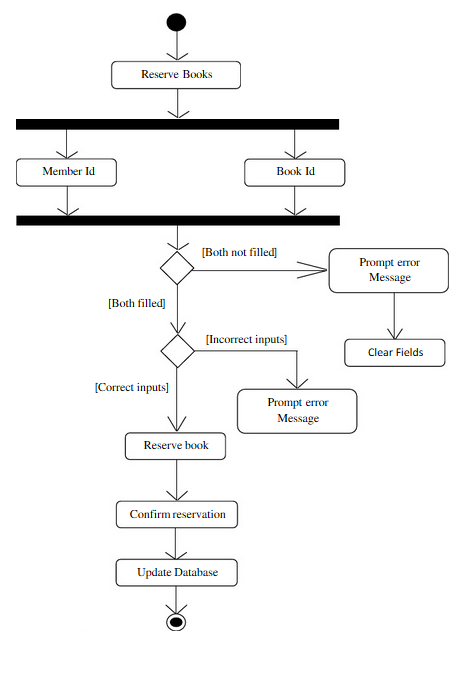 Reserve Books
Member Id
Book Id
[Both not filled]
Prompt error
Message
[Both filled]
[Incorrect inputs]
Clear Fields
[Correct inputs]
Prompt error
Message
Reserve book
Confirm reservation
Update Database